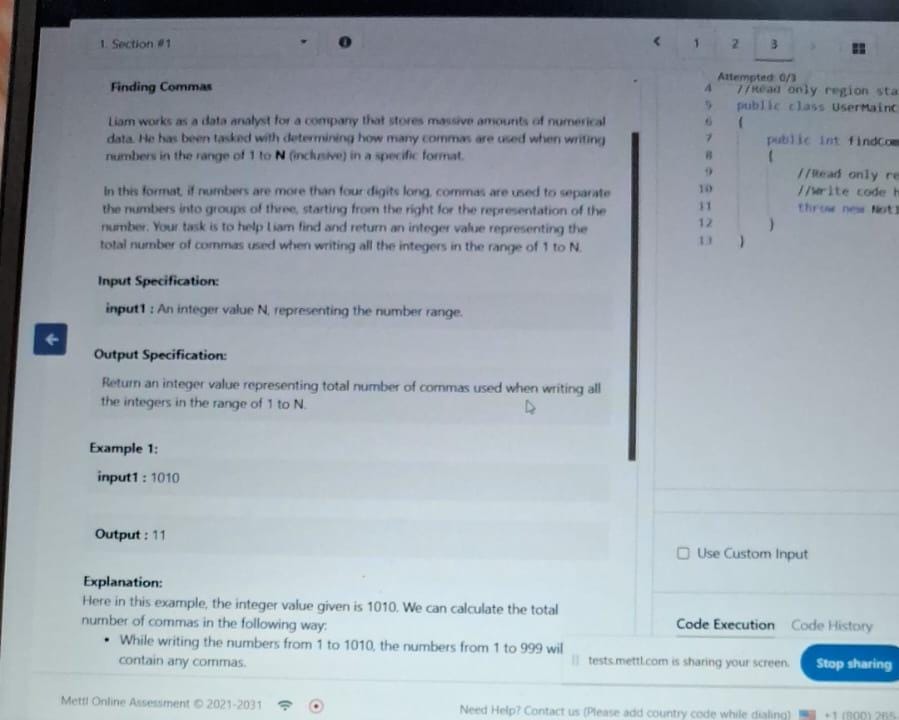 1. Section #1
1 2 3
Finding Commas
Liam works as a data analyst for a company that stores massive amounts of numerical
data. He has been tasked with determining how many commas are used when writing
numbers in the range of 1 to N (inclusive) in a specific format.
In this format, if numbers are more than four digits long, commas are used to separate
the numbers into groups of three, starting from the right for the representation of the
number. Your task is to help Liam find and return an integer value representing the
total number of commas used when writing all the integers in the range of 1 to N.
Input Specification:
input1 : An integer value N, representing the number range.
Output Specification:
Return an integer value representing total number of commas used when writing all
the integers in the range of 1 to N.
Example 1:
input1 : 1010
Output : 11
Explanation:
Here in this example, the integer value given is 1010. We can calculate the total
number of commas in the following way:
• While writing the numbers from 1 to 1010, the numbers from 1 to 999 wil
contain any commas.
Attempted: 0/3
4 //Read only region sta
5 public class UserMainC
6 {
7 public int findCom
8 {
9 //Read only re
10 //Write code h
11 throw new Not
12 }
13 }
Use Custom Input
Code Execution Code History
tests.mettl.com is sharing your screen. Stop sharing
Mettl Online Assessment © 2021-2031
Need Help? Contact us (Please add country code while dialing) +1 (800) 265